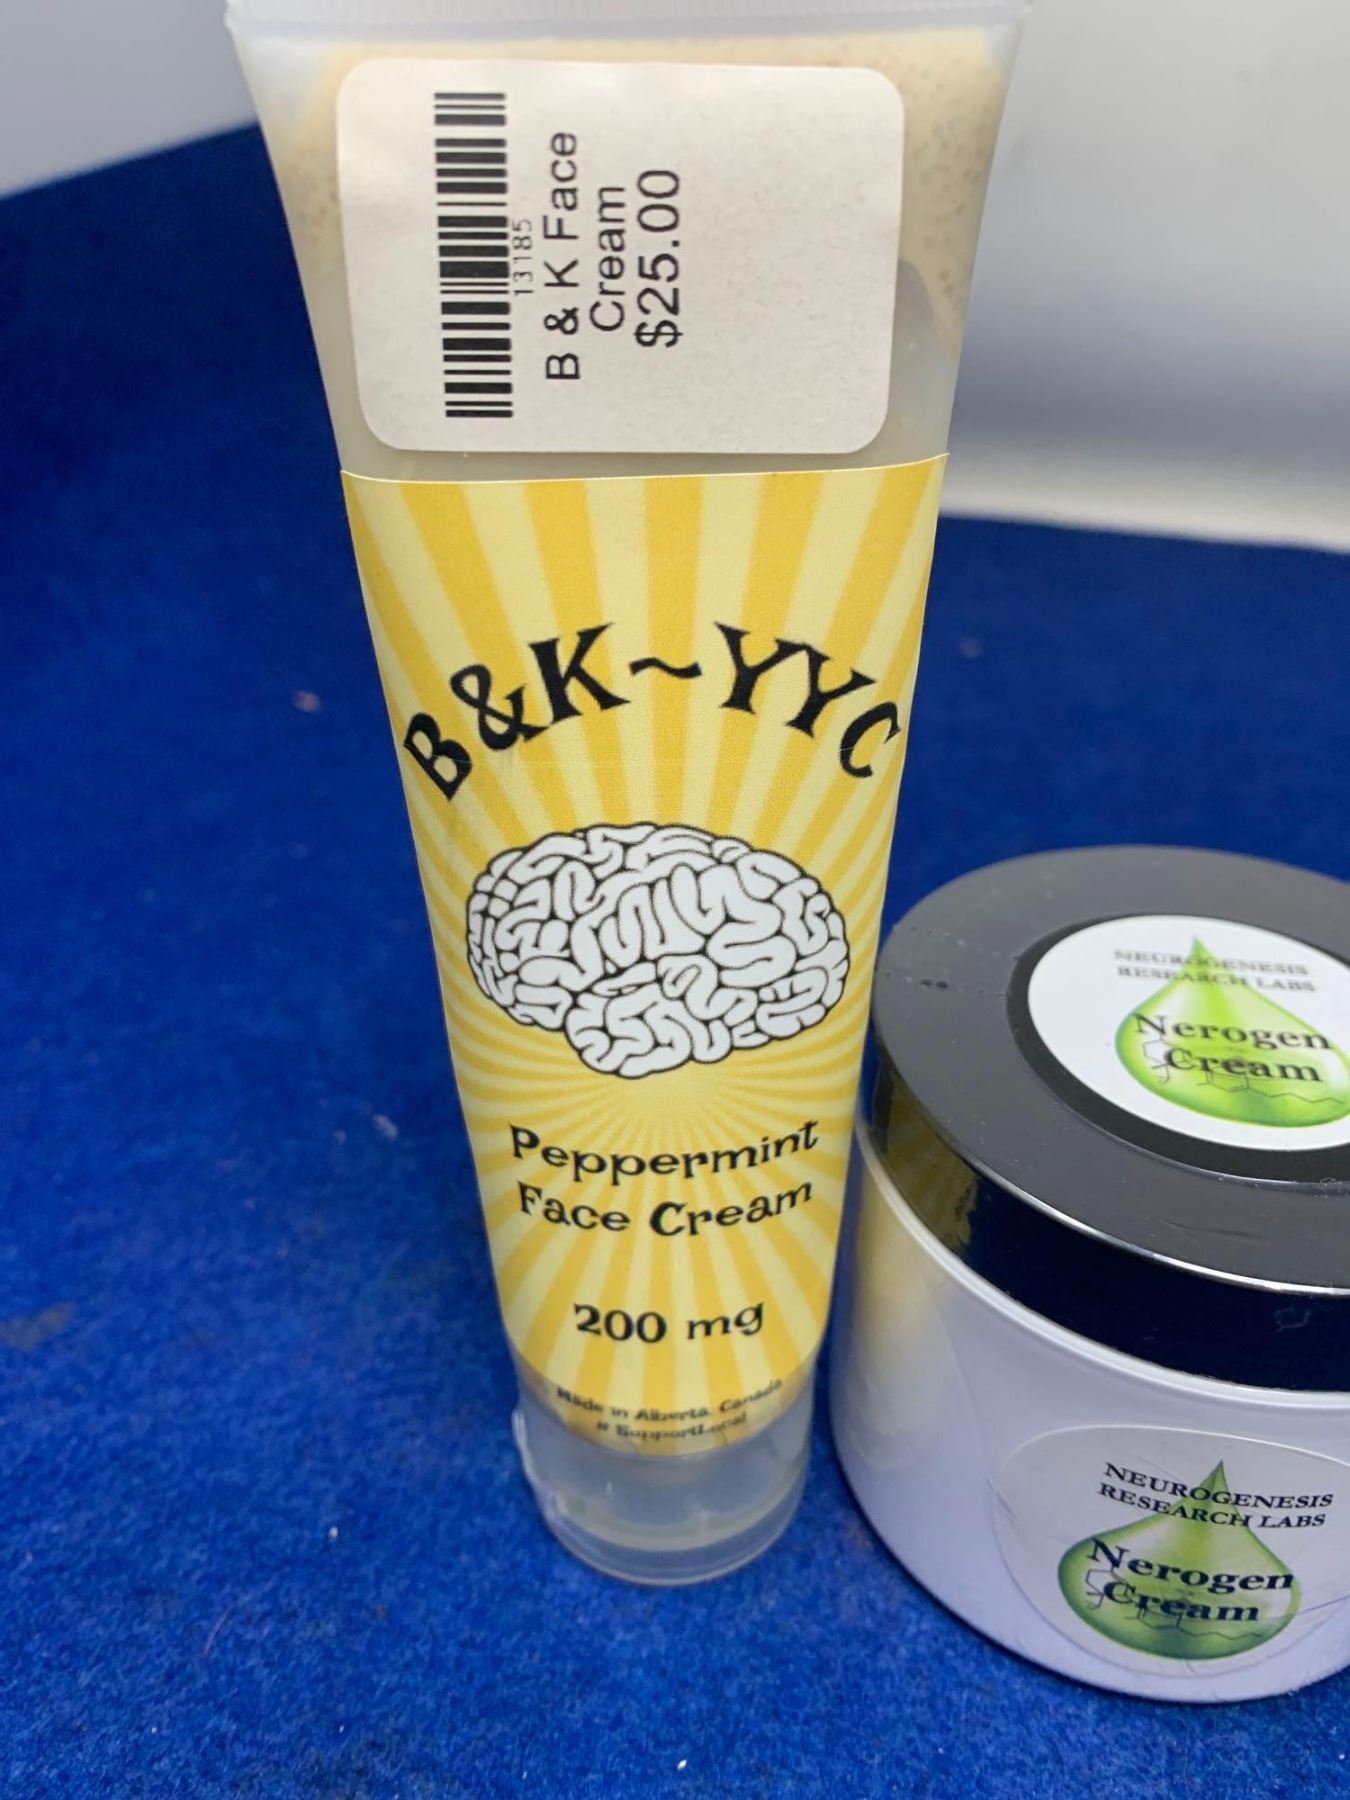 13185
B & K Face
Cream
$25.00
B&K~YYC
Peppermint
Face Cream
200 mg
Made in Alberta, Canada
# SupportLocal
NEUROGENESIS
RESEARCH LABS
Nerogen
Cream
NEUROGENESIS
RESEARCH LABS
Nerogen
Cream